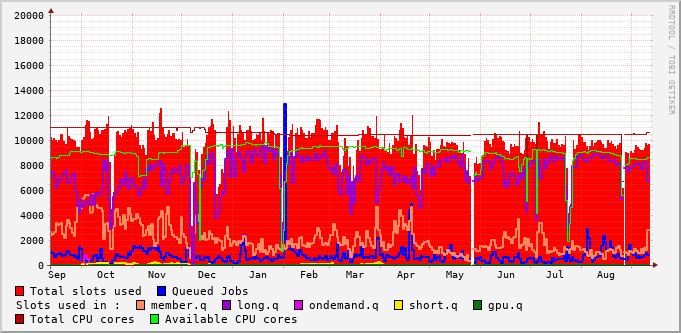 RRDTOOL / TOBI OETIKER
20000
18000
16000
14000
12000
10000
8000
6000
4000
2000
0
Sep Oct Nov Dec Jan Feb Mar Apr May Jun Jul Aug
Total slots used Queued Jobs
Slots used in : member.q long.q ondemand.q short.q gpu.q
Total CPU cores Available CPU cores